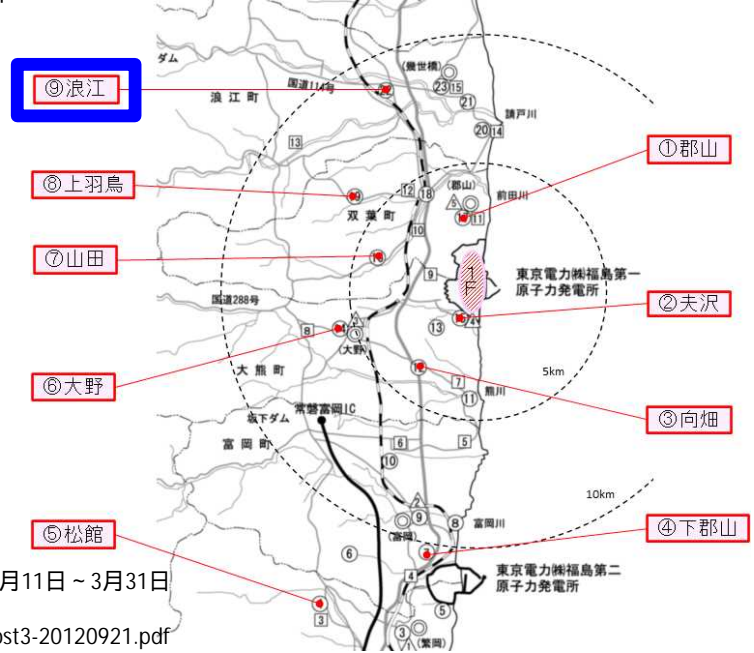 ダム
⑨浪江
浪江町
国道114号
(幾世橋)
㉓
15
㉑
請戸川
⑳
14
13
①郡山
⑧上羽鳥
12
⑱
(郡山)
5
前田川
11
双葉町
10
⑦山田
9
1
F
東京電力㈱福島第一
原子力発電所
国道288号
②夫沢
8
(大野)
⑬
4
⑥大野
大熊町
7
⑪
熊川
5km
③向畑
坂下ダム
常磐富岡IC
富岡町
6
5
⑩
10km
2
⑨
(富岡)
⑧
富岡川
④下郡山
⑤松館
⑥
4
東京電力㈱福島第二
原子力発電所
月11日~3月31日
3
⑤
③
(繁岡)
1
ost3-20120921.pdf